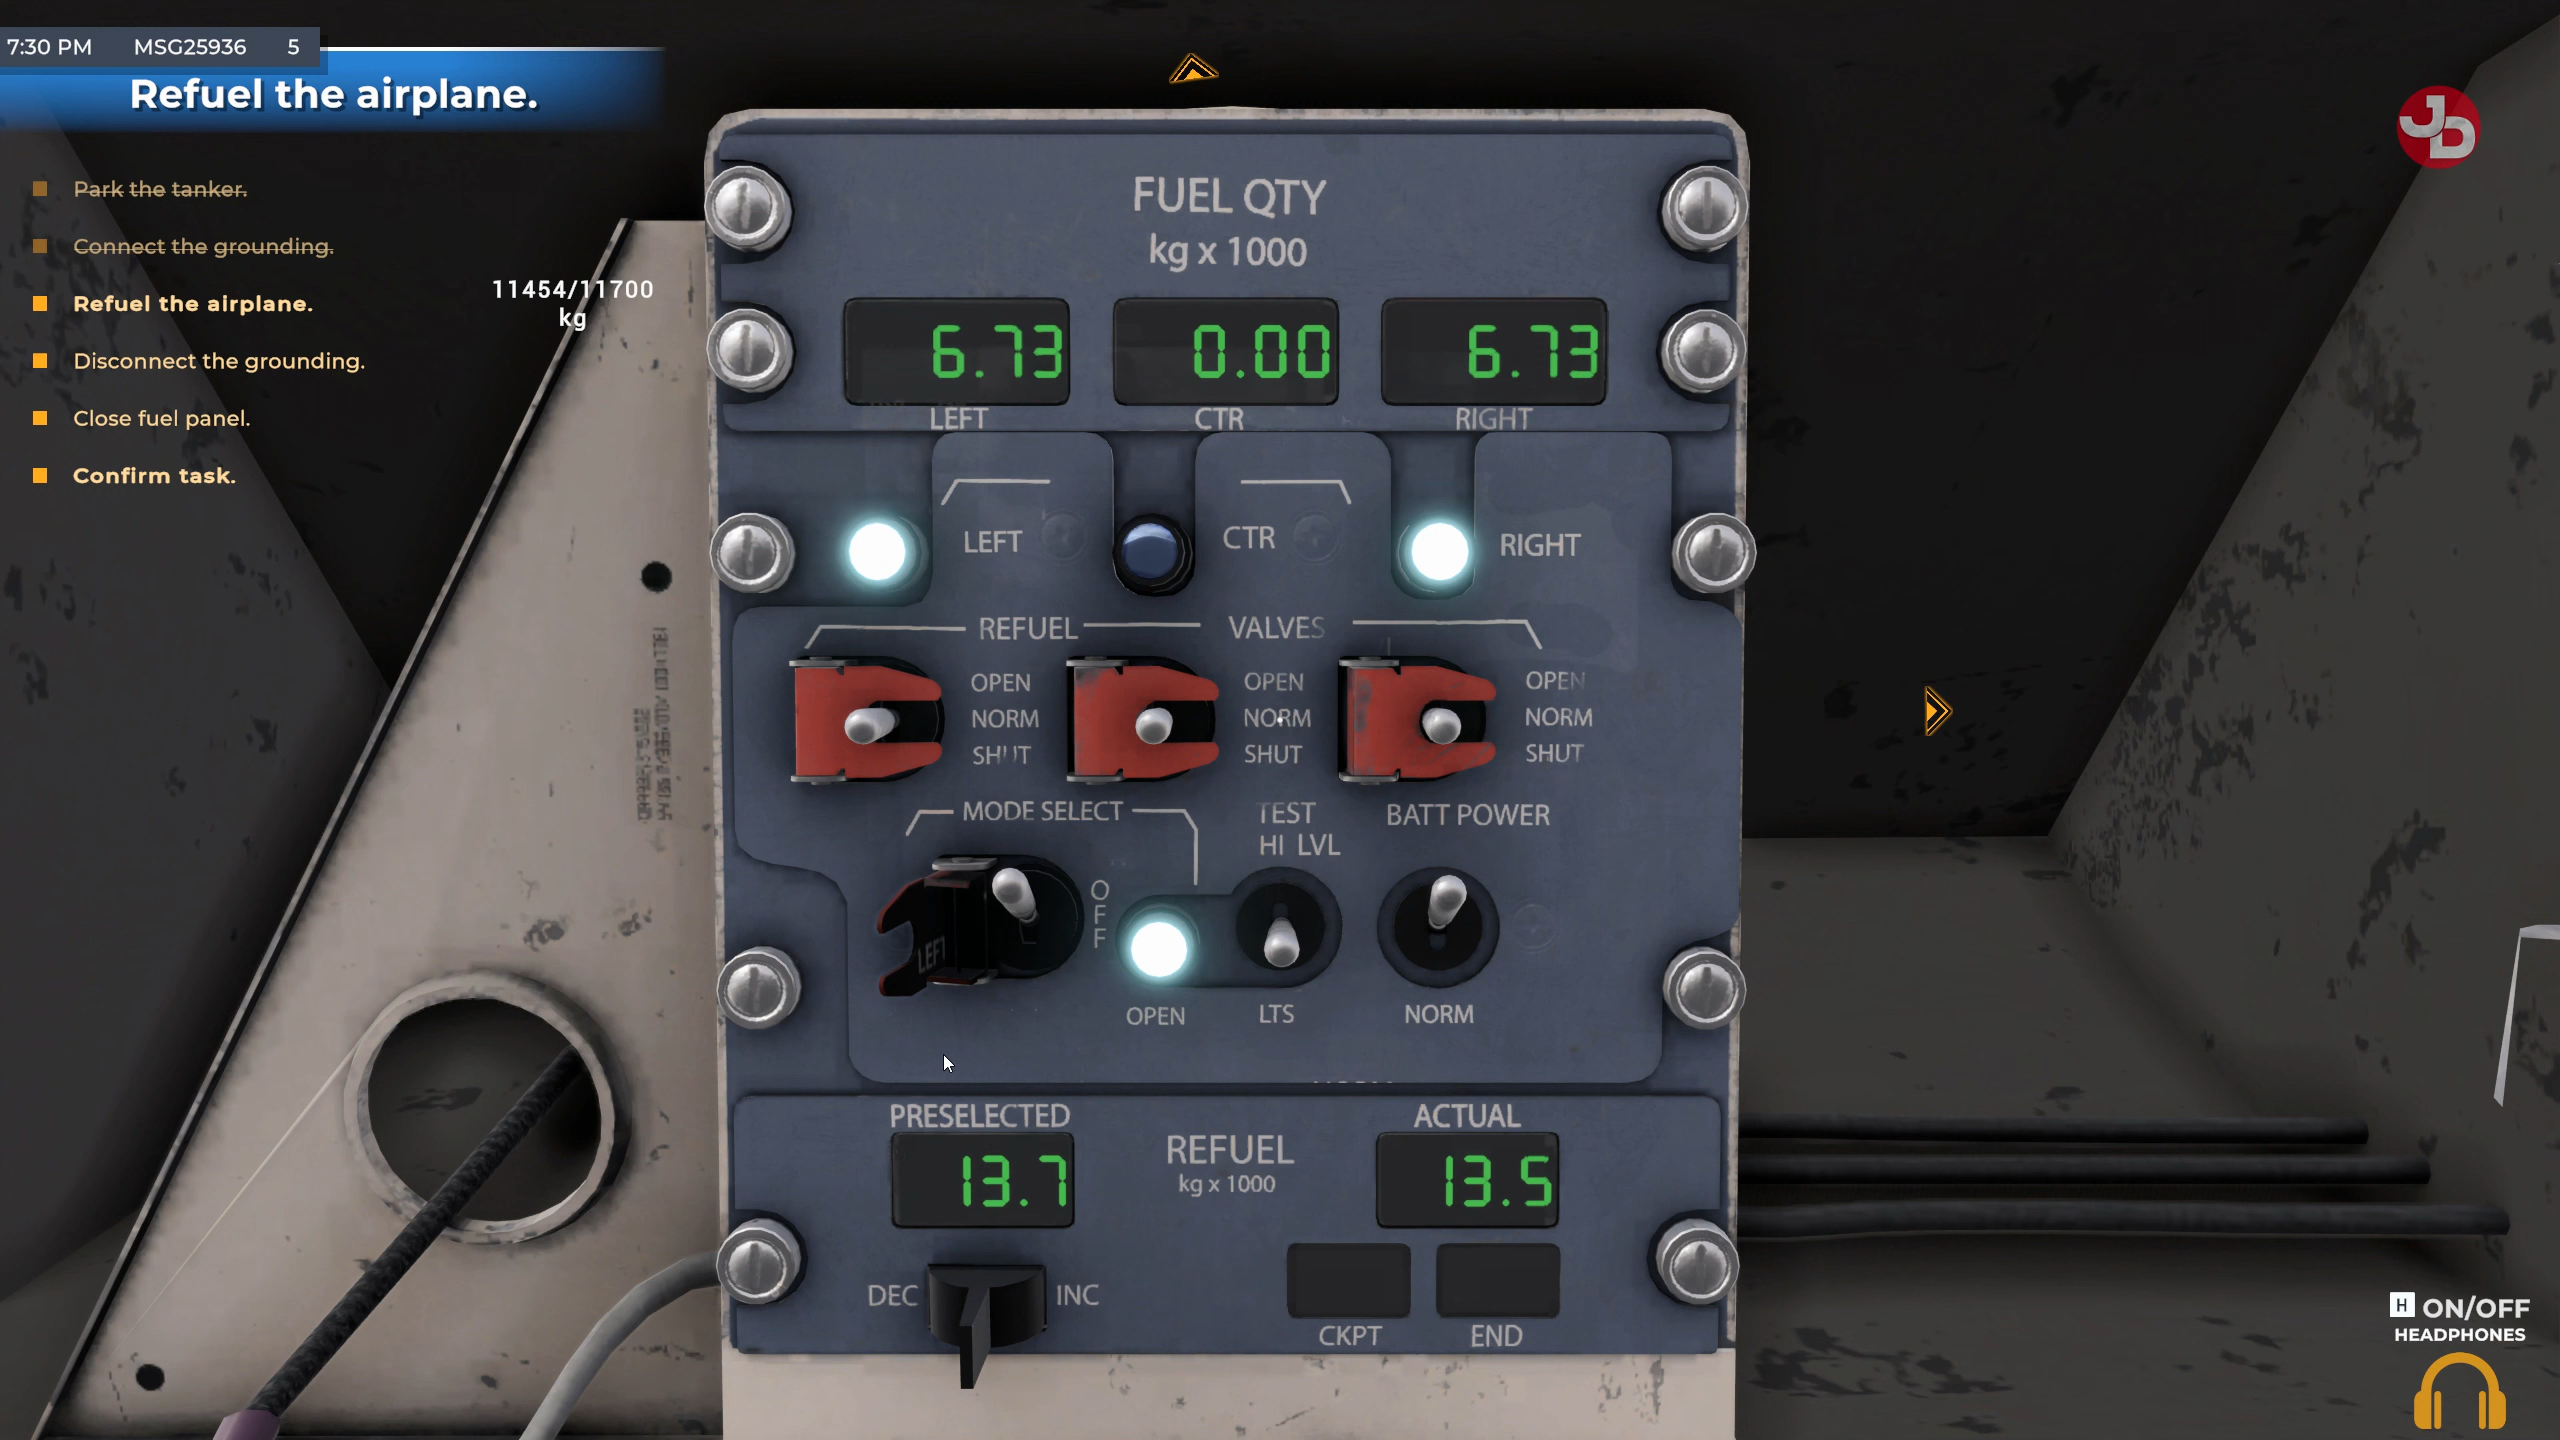 7:30 PM MSG25936 5
Refuel the airplane.
Park the tanker.
Connect the grounding.
Refuel the airplane.
11454/11700
kg
Disconnect the grounding.
Close fuel panel.
Confirm task.
JD
FUEL QTY
kg x 1000
6.73 0.00 6.73
LEFT CTR RIGHT
LEFT CTR RIGHT
REFUEL VALVES
OPEN OPEN OPEN
NORM NORM NORM
SHUT SHUT SHUT
MODE SELECT
TEST
HI LVL
BATT POWER
OFF
LEFT
OPEN LTS NORM
PRESELECTED ACTUAL
13.7 13.5
REFUEL
kg x 1000
DEC INC
CKPT END
H ON/OFF
HEADPHONES